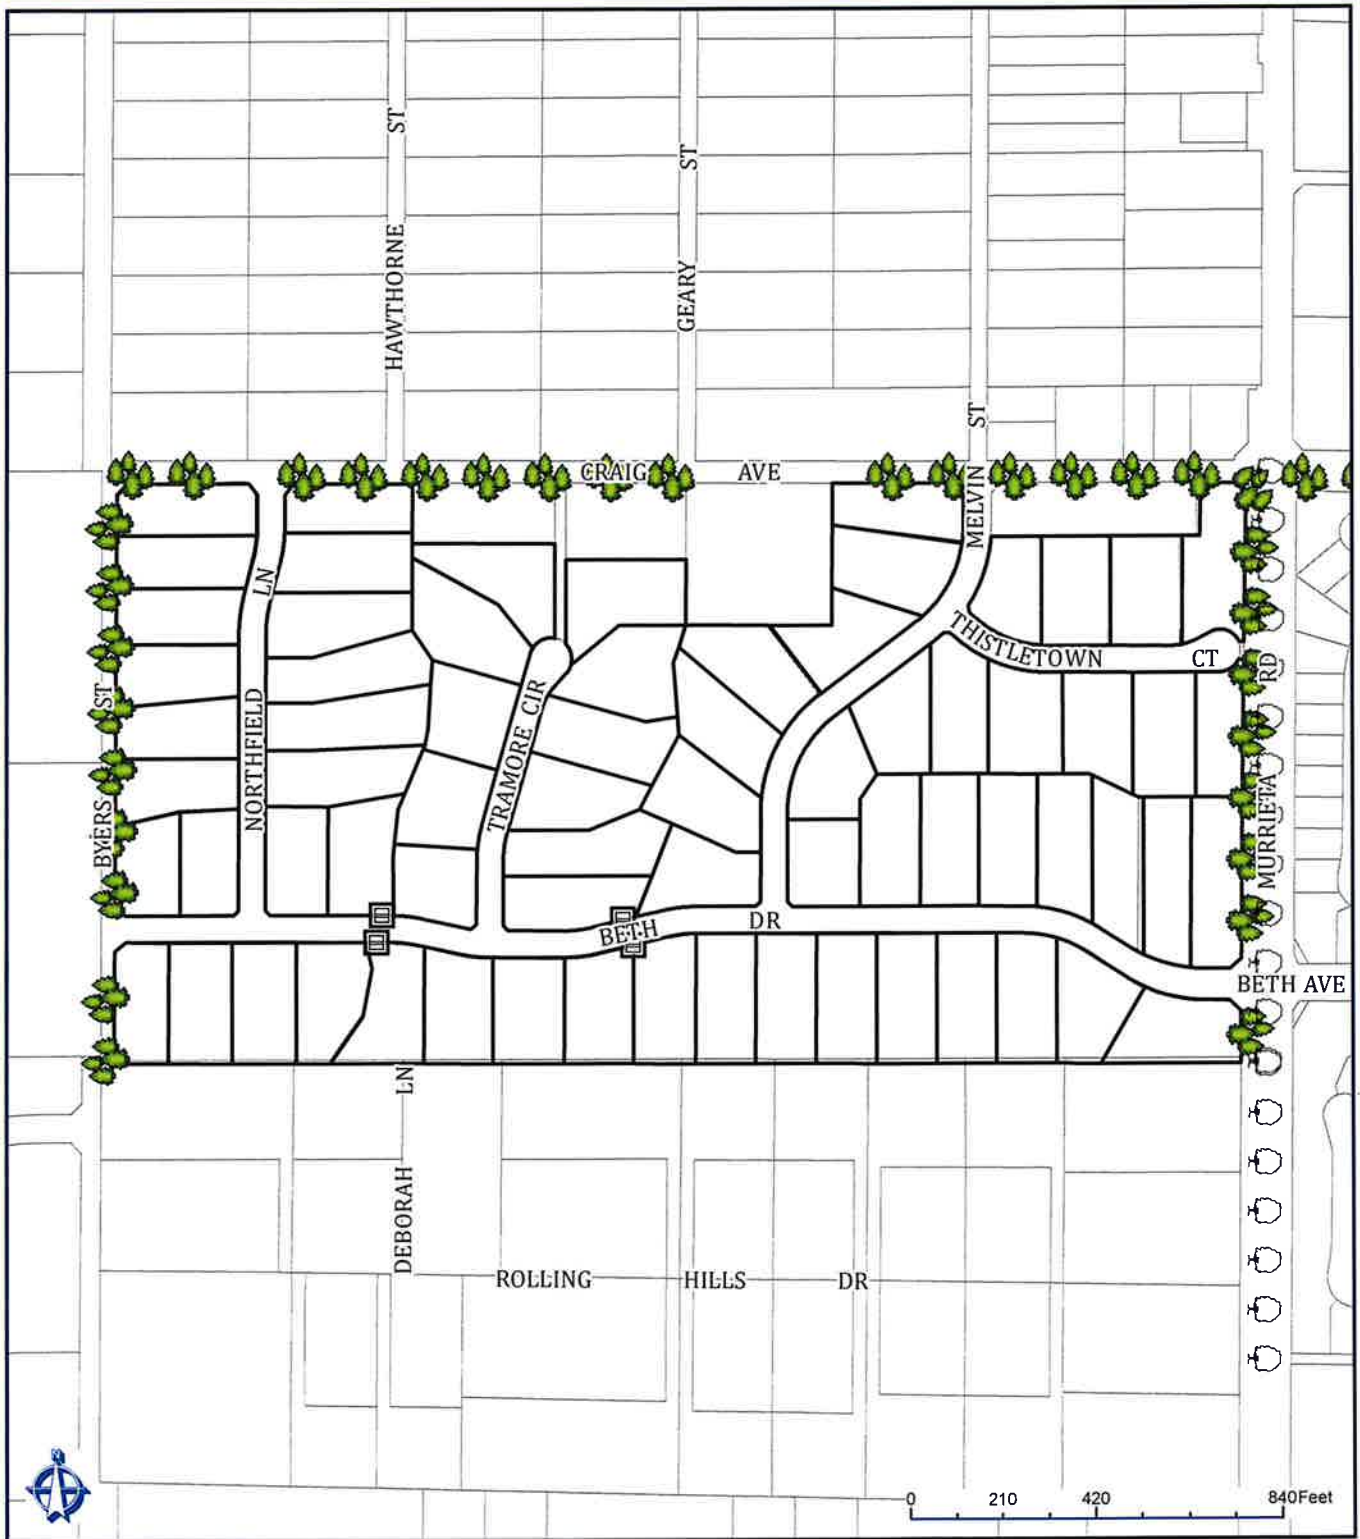 HAWTHORNE ST
GEARY ST
MELVIN ST
CRAIG AVE
NORTHFIELD LN
THISTLETOWN CT
TRAMORE CIR
BYERS ST
MURRIETA RD
BETH DR
BETH AVE
DEBORAH LN
ROLLING HILLS DR
N
0 210 420 840Feet